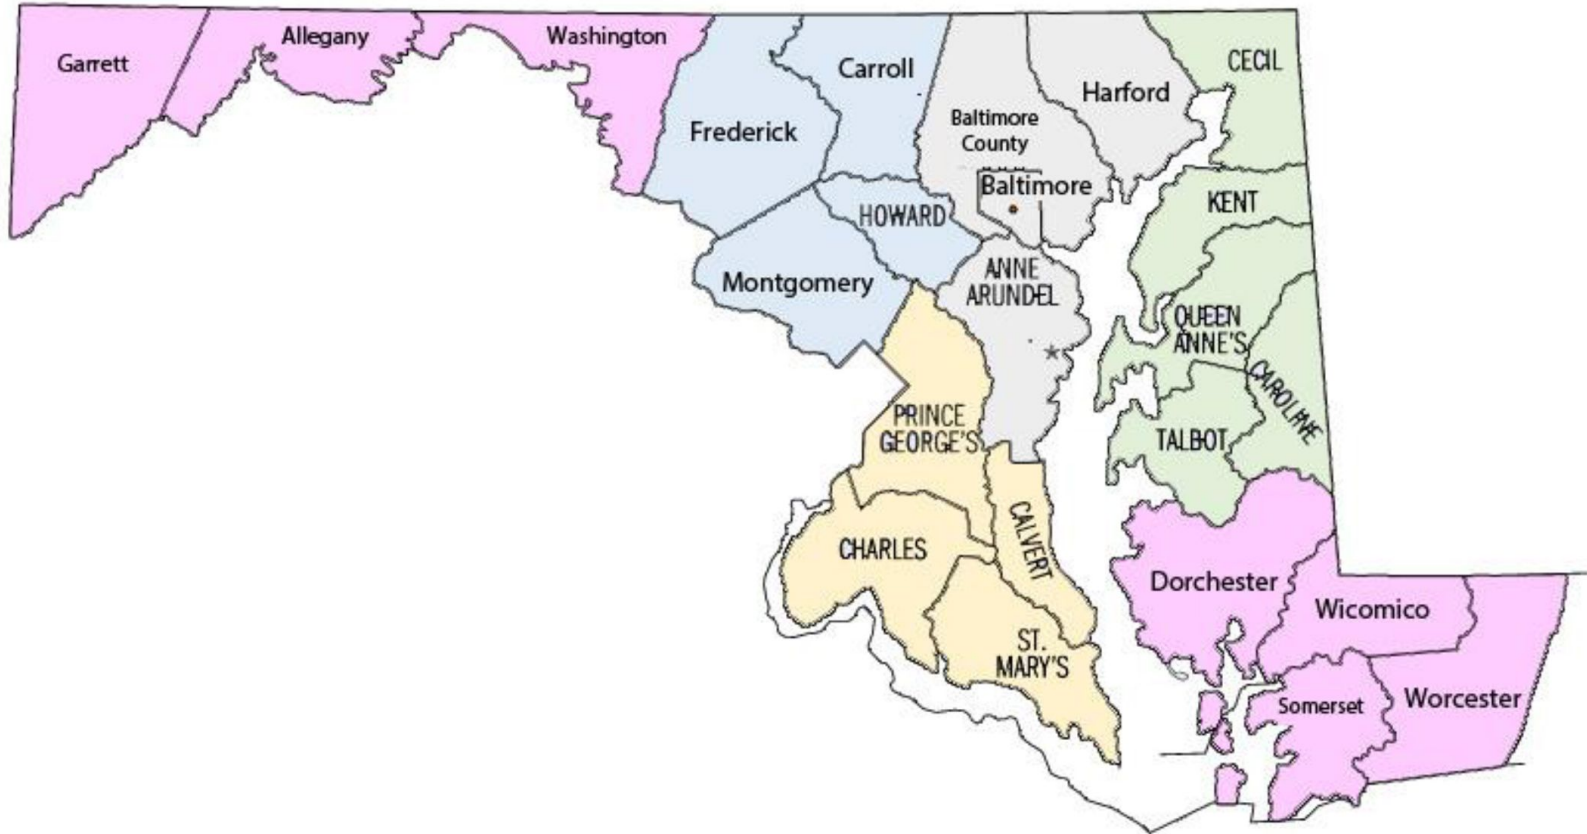 Garrett
Allegany
Washington
Frederick
Carroll
Baltimore
County
Harford
CECIL
Baltimore
HOWARD
KENT
Montgomery
ANNE
ARUNDEL
QUEEN
ANNE'S
CAROLINE
PRINCE
GEORGE'S
TALBOT
CHARLES
CALVERT
Dorchester
Wicomico
ST.
MARY'S
Somerset
Worcester